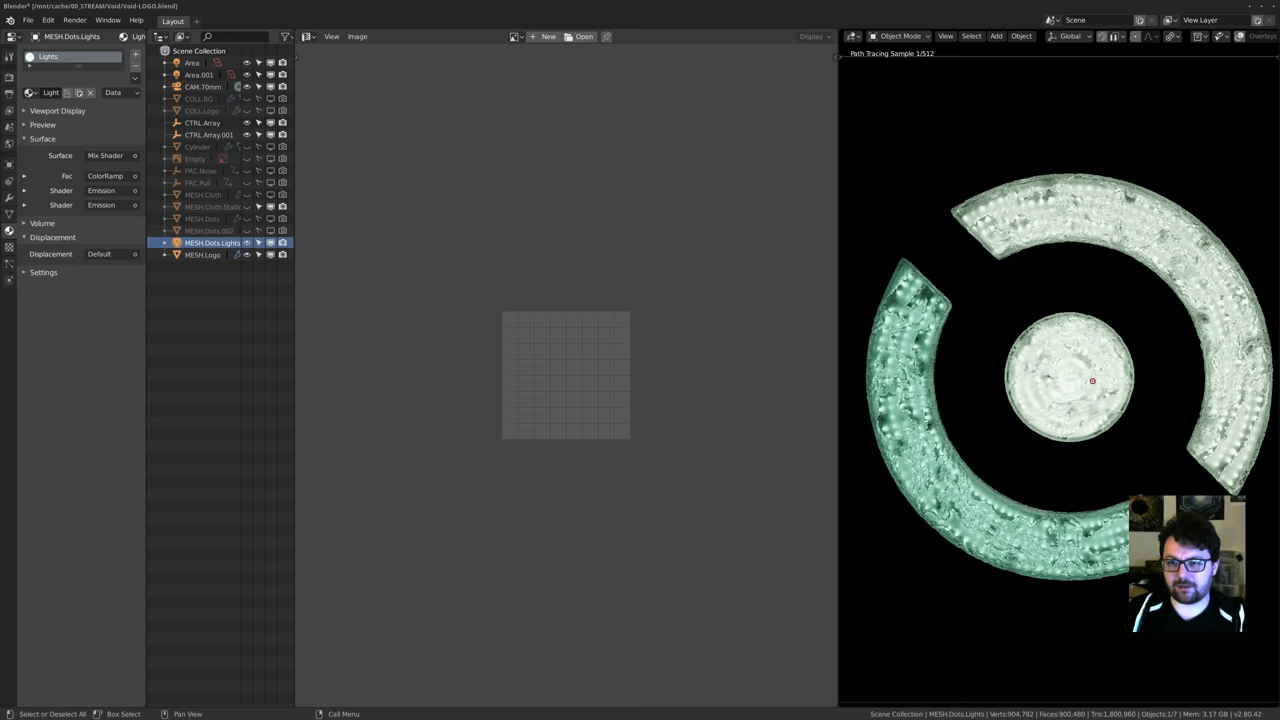 Blender* [/mnt/cache/00_STREAM/Void/Void-LOGO.blend]
File Edit Render Window Help Layout Scene View Layer
MESH.Dots.Lights Ligh View Image New Open Display Object Mode View Select Add Object Global Overlays
Lights
Light Data
Viewport Display
Preview
Surface
Surface Mix Shader
Fac ColorRamp
Shader Emission
Shader Emission
Volume
Displacement
Displacement Default
Settings
Scene Collection
Area
Area.001
CAM.70mm
COLL.BG
COLL.Logo
CTRL.Array
CTRL.Array.001
Cylinder
Empty
FRC.Noise
FRC.Pull
MESH.Cloth
MESH.Cloth.Static
MESH.Dots
MESH.Dots.002
MESH.Dots.Lights
MESH.Logo
Path Tracing Sample 1/512
Select or Deselect All Box Select Pan View Call Menu Scene Collection | MESH.Dots.Lights | Verts:904,782 | Faces:900,480 | Tris:1,800,960 | Objects:1/7 | Mem: 3.17 GB | v2.80.42